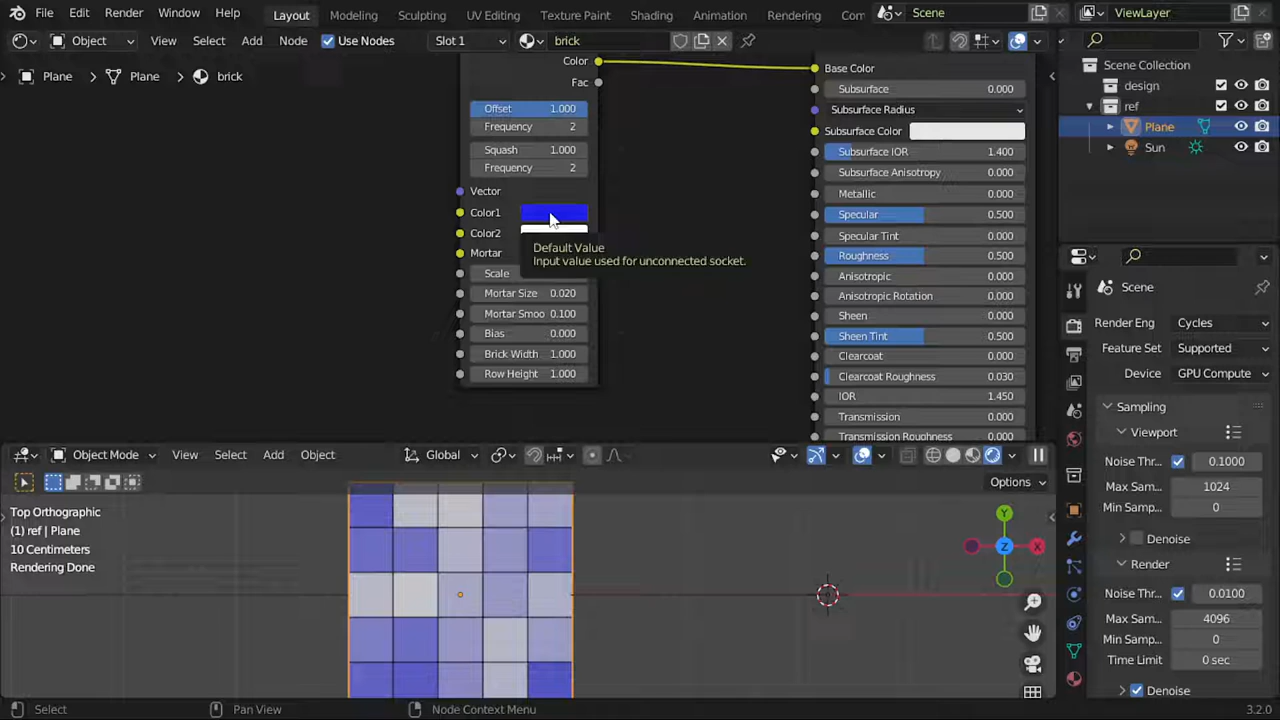 File Edit Render Window Help Layout Modeling Sculpting UV Editing Texture Paint Shading Animation Rendering Com Scene ViewLayer
Object View Select Add Node Use Nodes Slot 1 brick
Plane Plane brick
Color
Fac
Offset 1.000
Frequency 2
Squash 1.000
Frequency 2
Vector
Color1
Color2
Mortar
Scale
Mortar Size 0.020
Mortar Smoo 0.100
Bias 0.000
Brick Width 1.000
Row Height 1.000
Default Value
Input value used for unconnected socket.
Base Color
Subsurface 0.000
Subsurface Radius
Subsurface Color
Subsurface IOR 1.400
Subsurface Anisotropy 0.000
Metallic 0.000
Specular 0.500
Specular Tint 0.000
Roughness 0.500
Anisotropic 0.000
Anisotropic Rotation 0.000
Sheen 0.000
Sheen Tint 0.500
Clearcoat 0.000
Clearcoat Roughness 0.030
IOR 1.450
Transmission 0.000
Transmission Roughness 0.000
Scene Collection
design
ref
Plane
Sun
Scene
Render Eng Cycles
Feature Set Supported
Device GPU Compute
Sampling
Viewport
Noise Thr... 0.1000
Max Sam... 1024
Min Samp... 0
Denoise
Render
Noise Thr... 0.0100
Max Sam... 4096
Min Samp... 0
Time Limit 0 sec
Denoise
Object Mode View Select Add Object Global
Options
Top Orthographic
(1) ref | Plane
10 Centimeters
Rendering Done
Y
Z
X
Select Pan View Node Context Menu 3.2.0